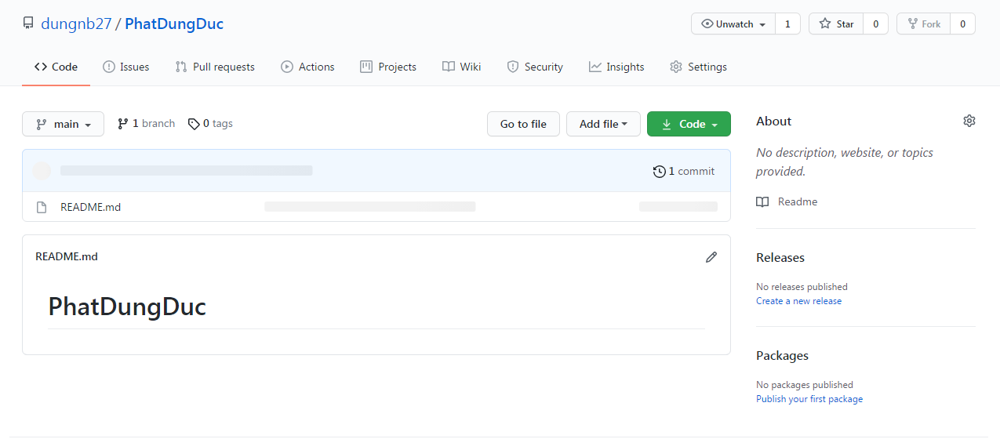 dungnb27 / PhatDungDuc
Unwatch 1 Star 0 Fork 0
Code Issues Pull requests Actions Projects Wiki Security Insights Settings
main 1 branch 0 tags Go to file Add file Code
1 commit
README.md
README.md
PhatDungDuc
About
No description, website, or topics
provided.
Readme
Releases
No releases published
Create a new release
Packages
No packages published
Publish your first package